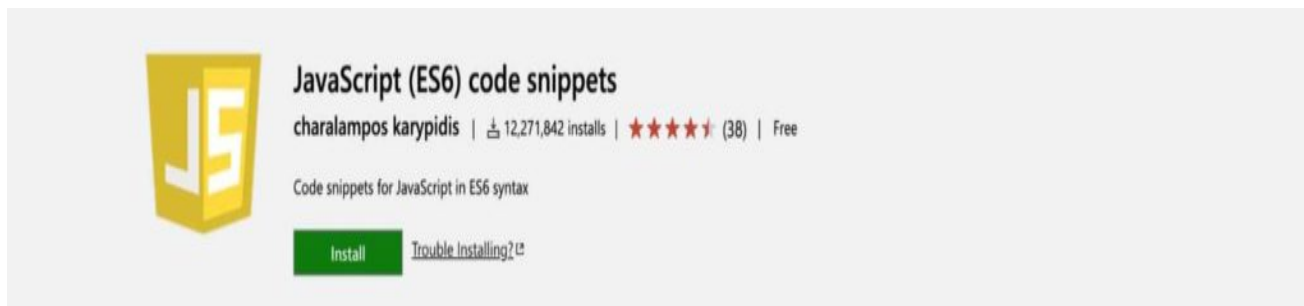 JS
JavaScript (ES6) code snippets
charalampos karypidis | 12,271,842 installs | (38) | Free
Code snippets for JavaScript in ES6 syntax
Install Trouble Installing?